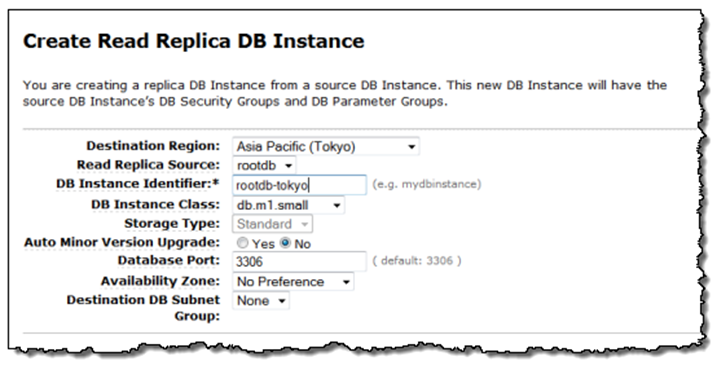 Create Read Replica DB Instance
You are creating a replica DB Instance from a source DB Instance. This new DB Instance will have the
source DB Instance's DB Security Groups and DB Parameter Groups.
Destination Region: Asia Pacific (Tokyo)
Read Replica Source: rootdb
DB Instance Identifier:* rootdb-tokyo (e.g. mydbinstance)
DB Instance Class: db.m1.small
Storage Type: Standard
Auto Minor Version Upgrade: Yes No
Database Port: 3306 ( default: 3306 )
Availability Zone: No Preference
Destination DB Subnet None
Group: